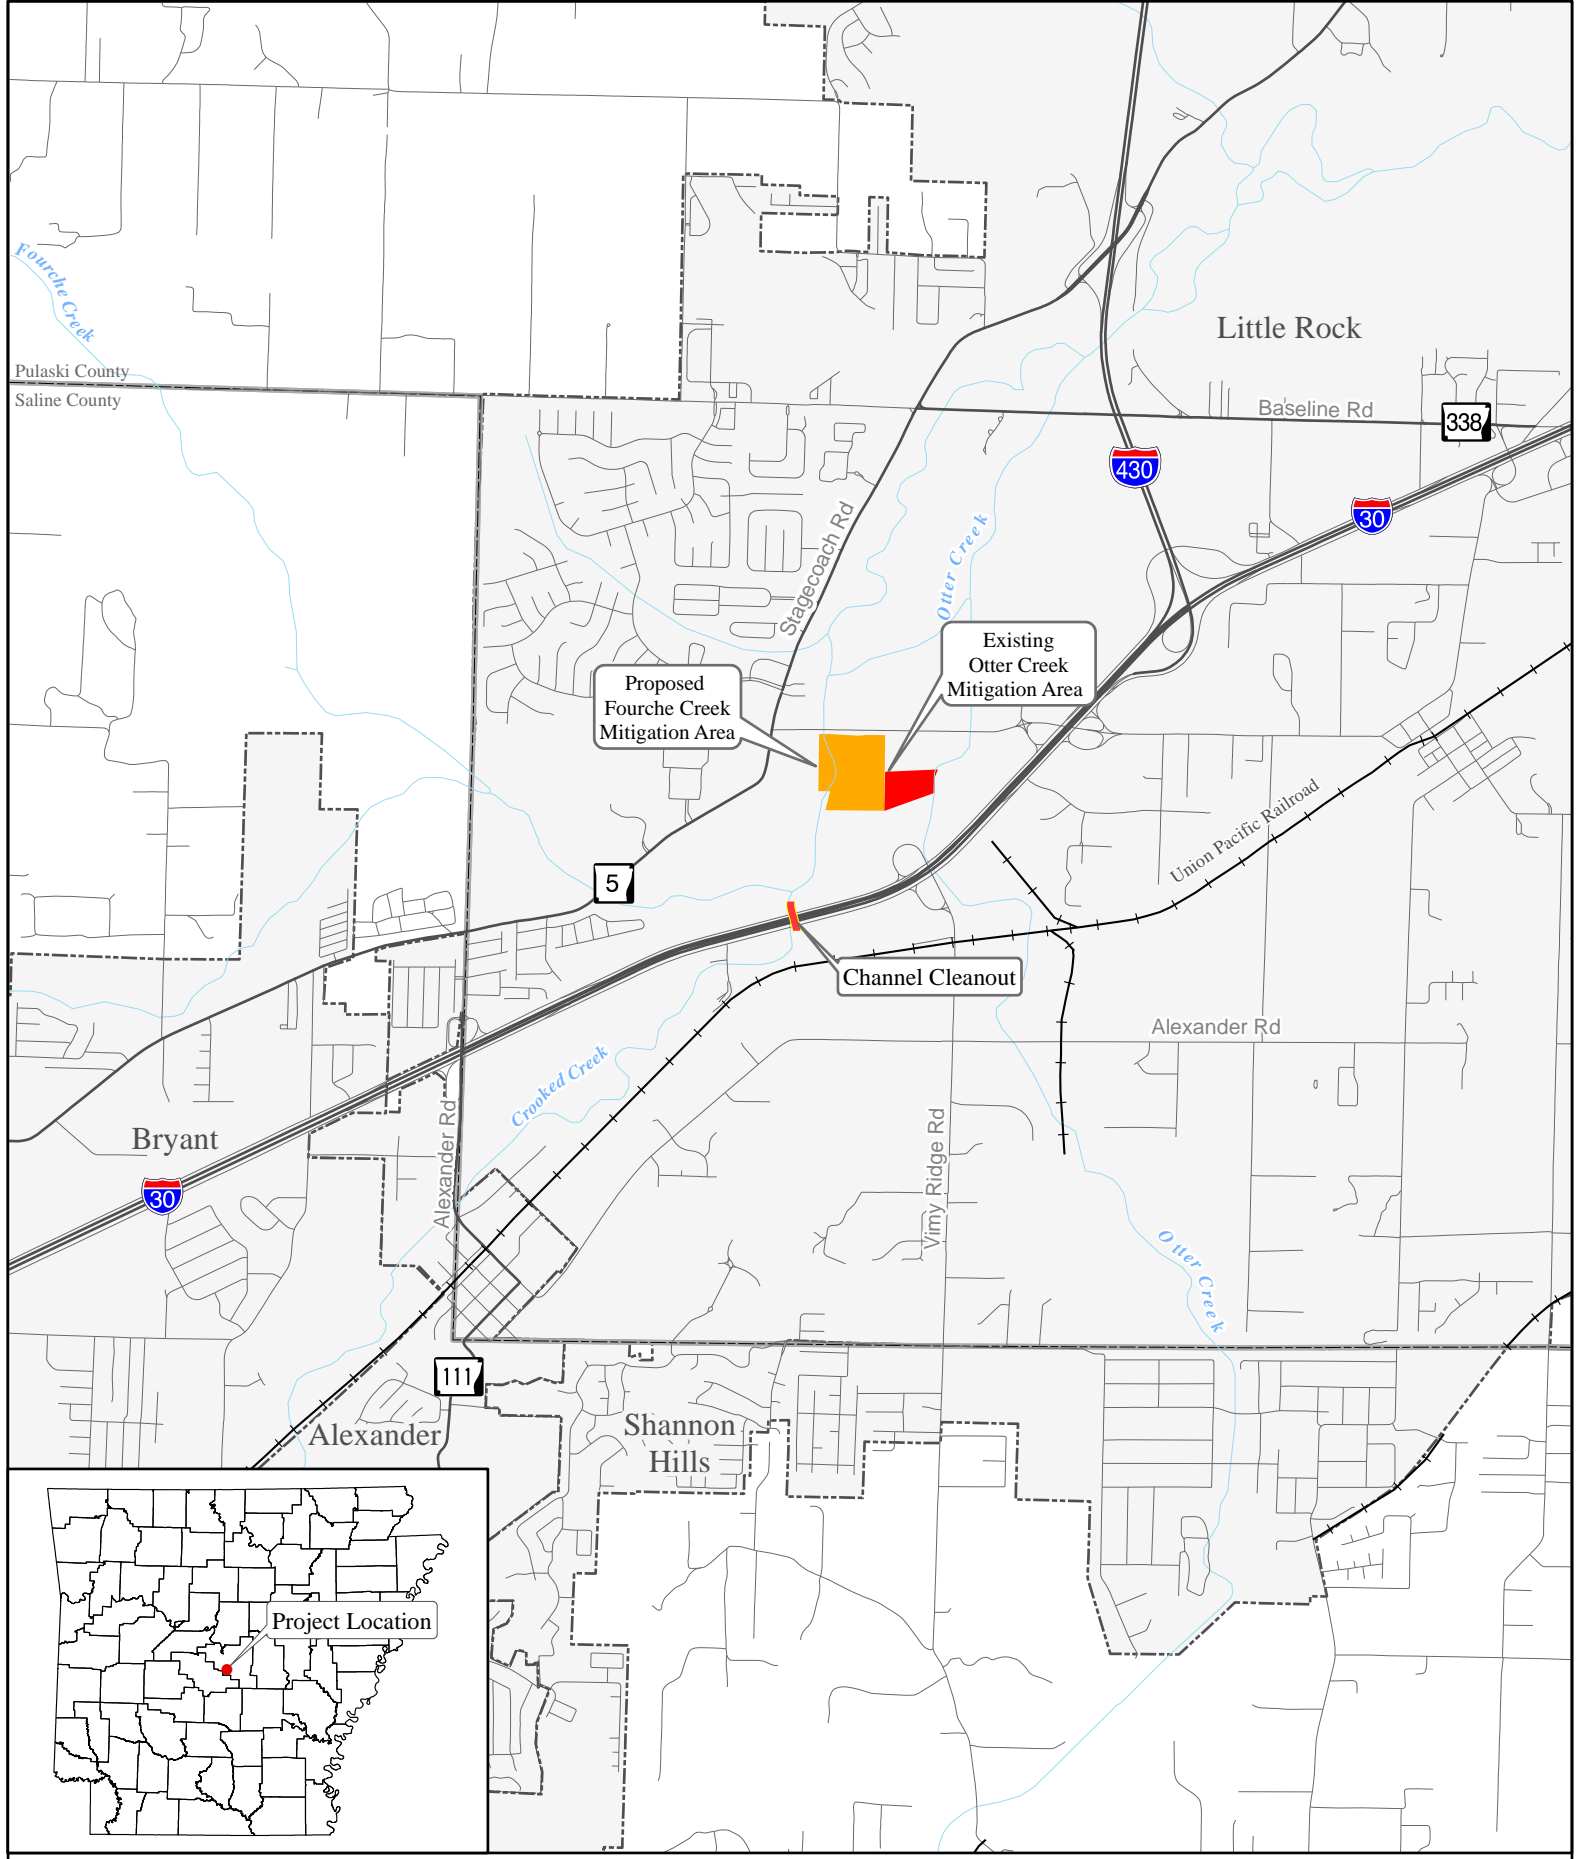 Fourche Creek
Little Rock
Pulaski County
Saline County
Baseline Rd
338
430
30
Stagecoach Rd
Otter Creek
Existing
Otter Creek
Mitigation Area
Proposed
Fourche Creek
Mitigation Area
Union Pacific Railroad
5
Channel Cleanout
Alexander Rd
Crooked Creek
Bryant
Alexander Rd
Vimy Ridge Rd
30
Otter Creek
111
Alexander
Shannon
Hills
Project Location